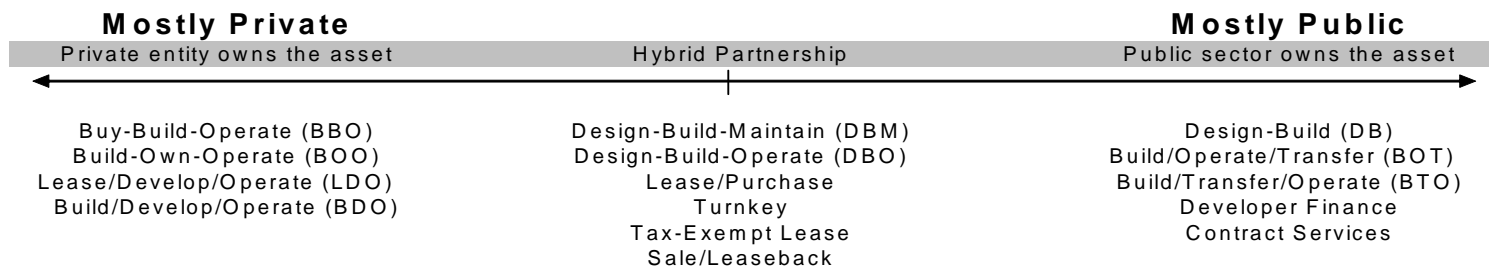 Mostly Private
Mostly Public
Private entity owns the asset
Hybrid Partnership
Public sector owns the asset
Buy-Build-Operate (BBO)
Build-Own-Operate (BOO)
Lease/Develop/Operate (LDO)
Build/Develop/Operate (BDO)
Design-Build-Maintain (DBM)
Design-Build-Operate (DBO)
Lease/Purchase
Turnkey
Tax-Exempt Lease
Sale/Leaseback
Design-Build (DB)
Build/Operate/Transfer (BOT)
Build/Transfer/Operate (BTO)
Developer Finance
Contract Services